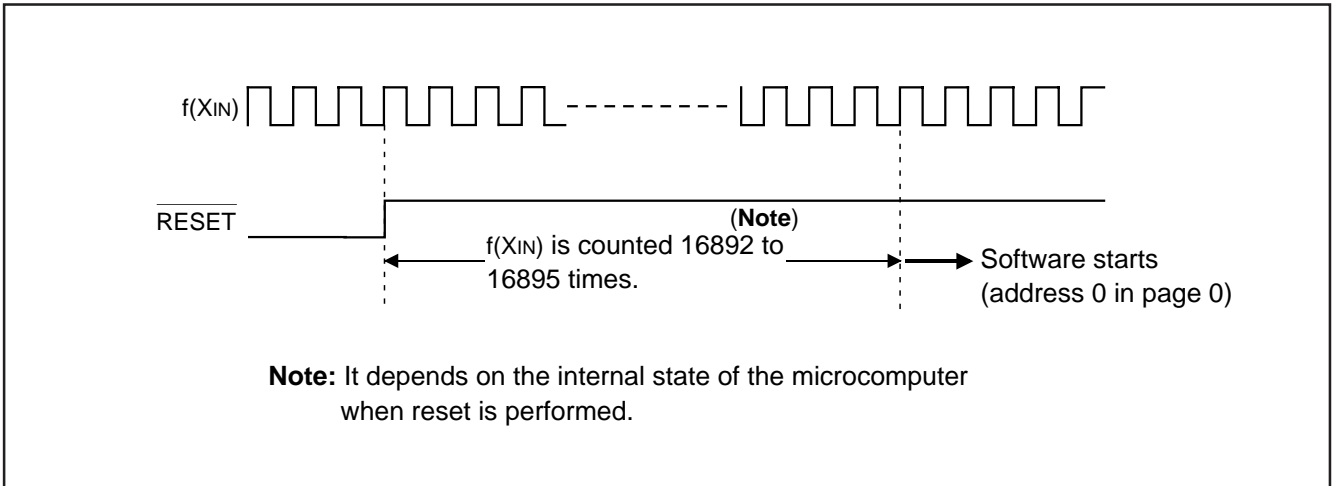 f(XIN)
RESET
(Note)
f(XIN) is counted 16892 to
16895 times.
Software starts
(address 0 in page 0)
Note: It depends on the internal state of the microcomputer
when reset is performed.